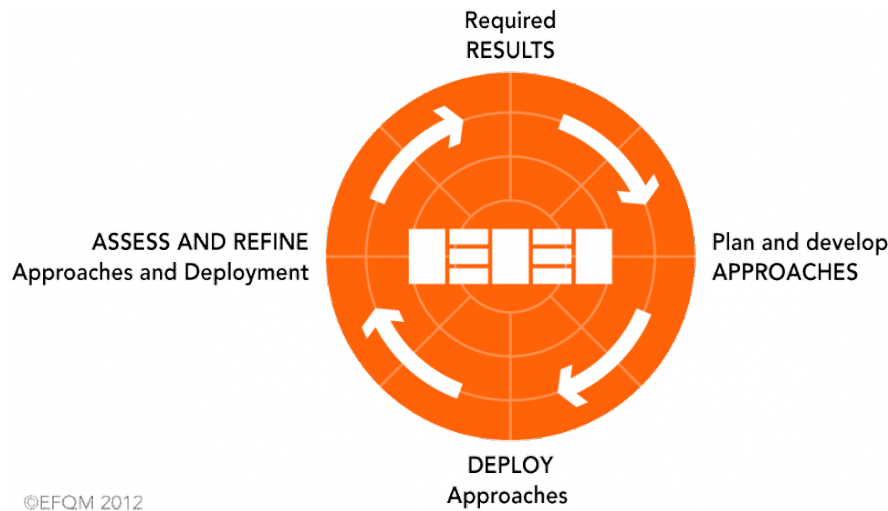 Required
RESULTS
ASSESS AND REFINE
Approaches and Deployment
Plan and develop
APPROACHES
DEPLOY
Approaches
©EFQM 2012